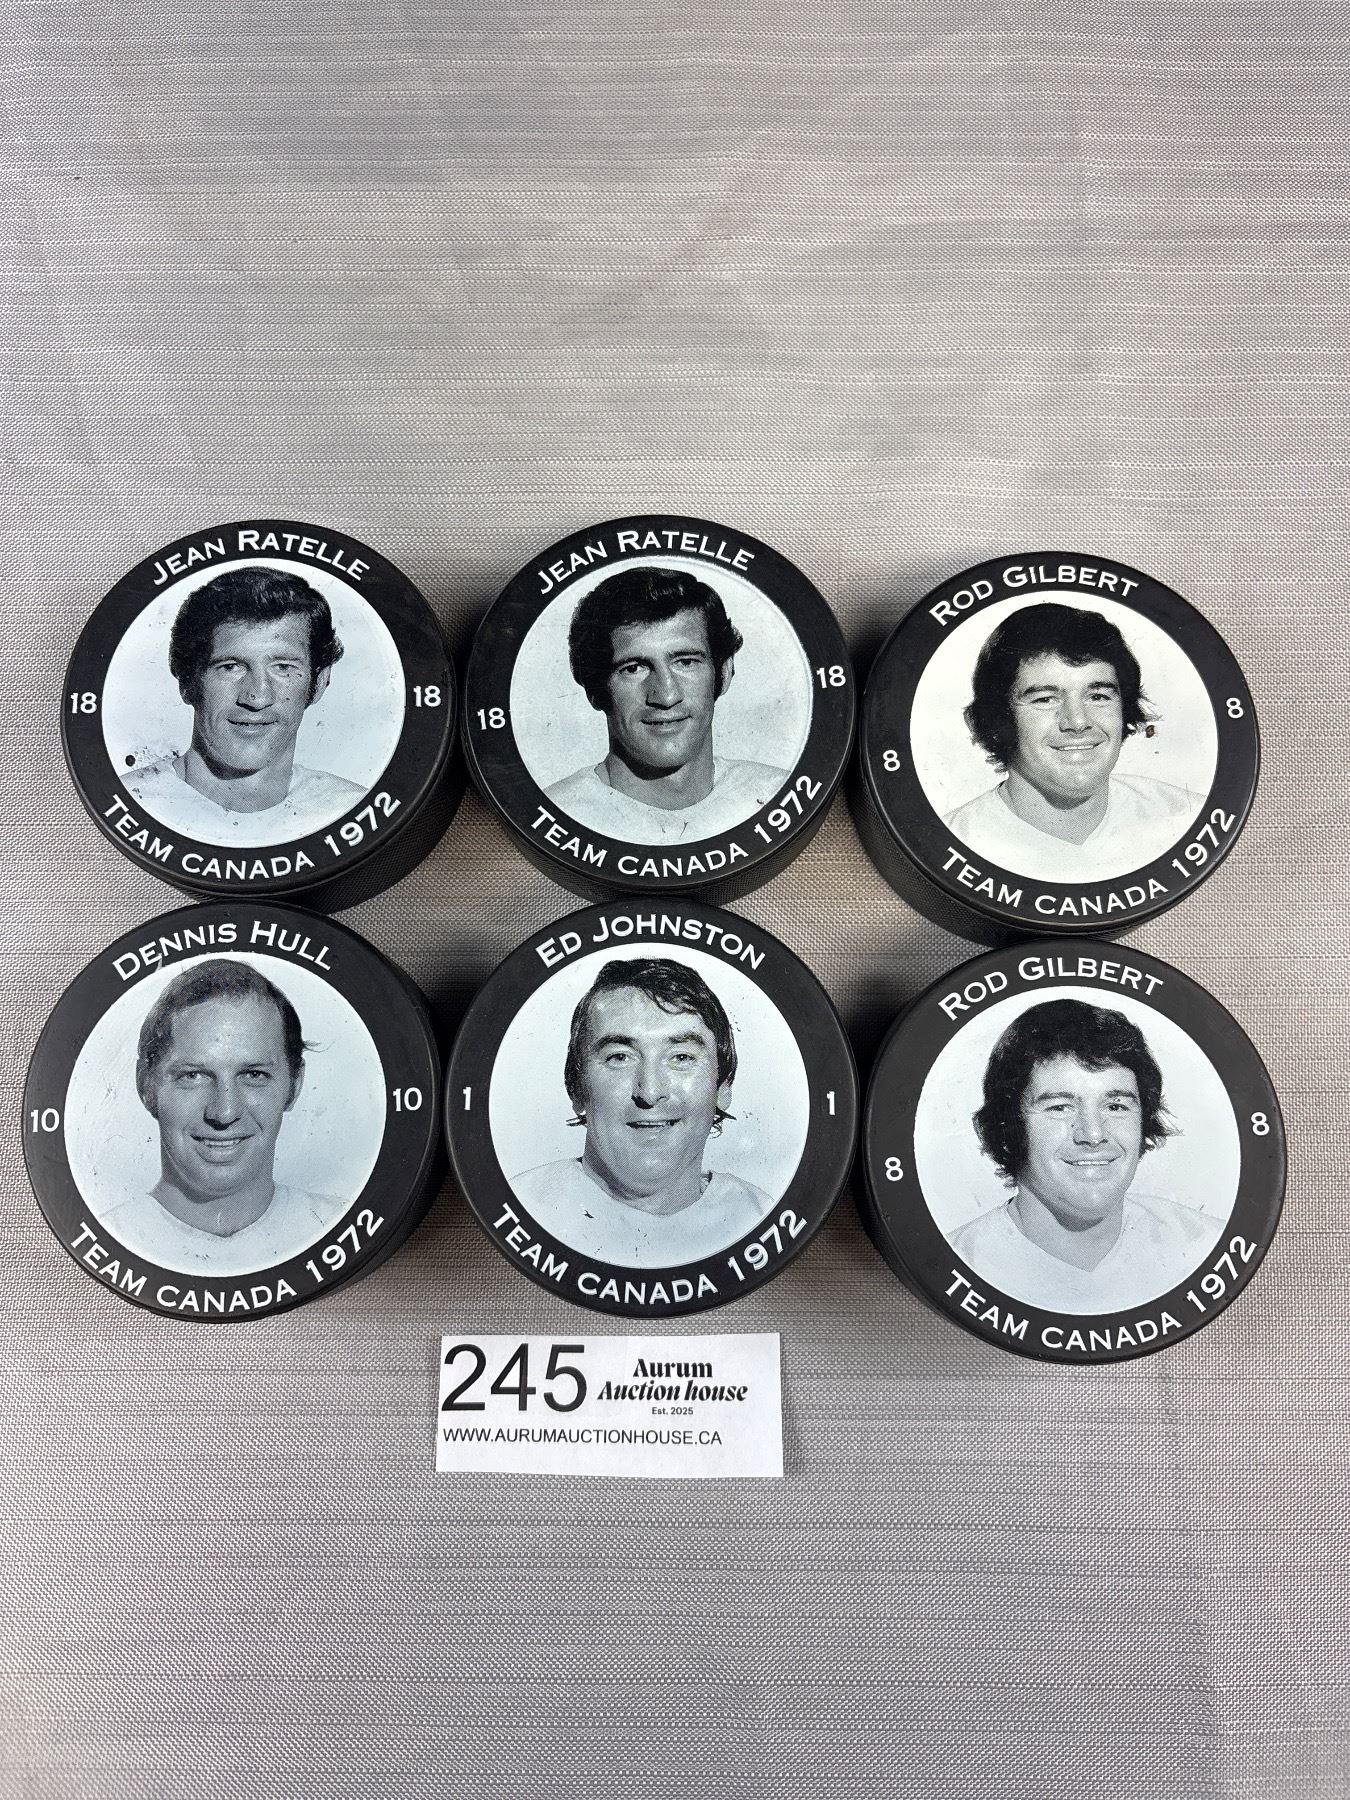 JEAN RATELLE
18 18
TEAM CANADA 1972
JEAN RATELLE
18 18
TEAM CANADA 1972
ROD GILBERT
8 8
TEAM CANADA 1972
DENNIS HULL
10 10
TEAM CANADA 1972
ED JOHNSTON
1 1
TEAM CANADA 1972
ROD GILBERT
8 8
TEAM CANADA 1972
245
Aurum
Auction house
Est. 2025
WWW.AURUMAUCTIONHOUSE.CA